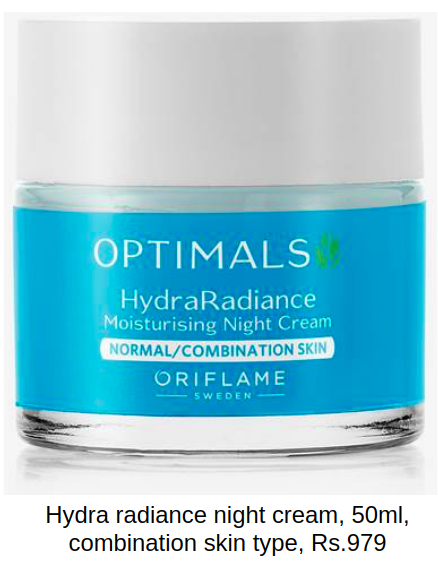 OPTIMALS
HydraRadiance
Moisturising Night Cream
NORMAL/COMBINATION SKIN
ORIFLAME
SWEDEN
Hydra radiance night cream, 50ml,
combination skin type, Rs.979